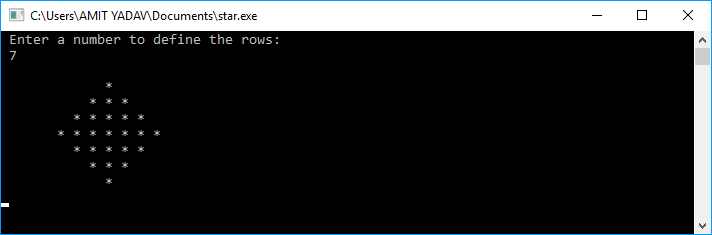 C:\Users\AMIT YADAV\Documents\star.exe
Enter a number to define the rows:
7
            *
          * * *
        * * * * *
      * * * * * * *
        * * * * *
          * * *
            *